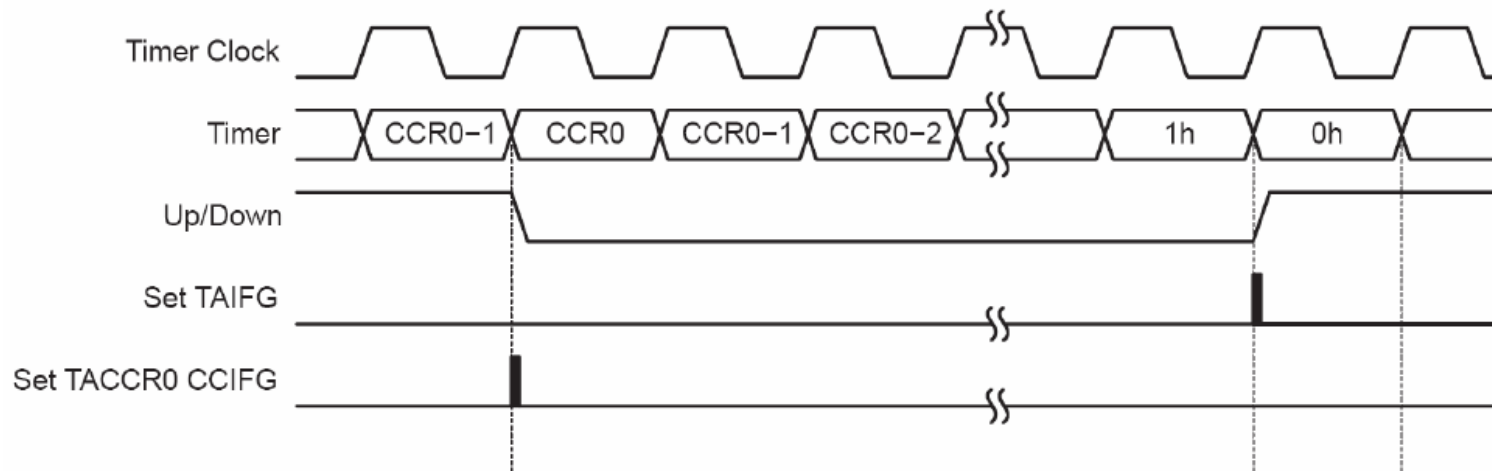 Timer Clock
Timer CCR0−1 CCR0 CCR0−1 CCR0−2 1h 0h
Up/Down
Set TAIFG
Set TACCR0 CCIFG